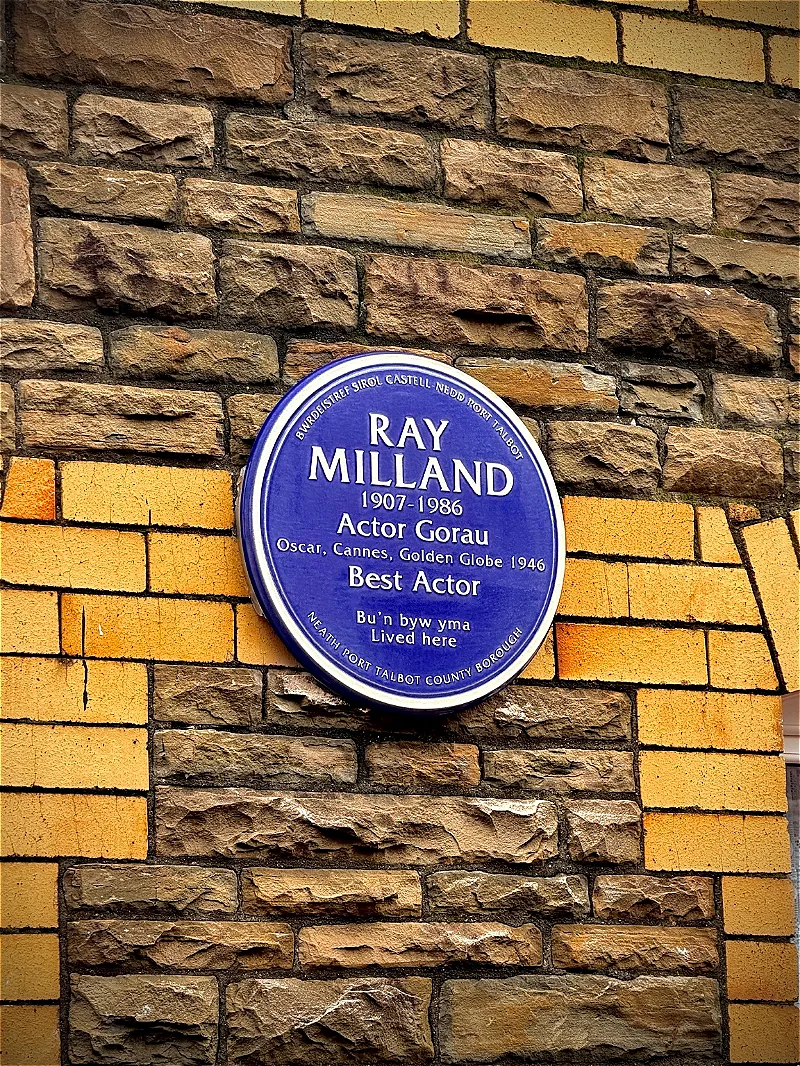 BWRDEISTREF SIROL CASTELL-NEDD PORT TALBOT
RAY
MILLAND
1907-1986
Actor Gorau
Oscar, Cannes, Golden Globe 1946
Best Actor
Bu'n byw yma
Lived here
NEATH PORT TALBOT COUNTY BOROUGH